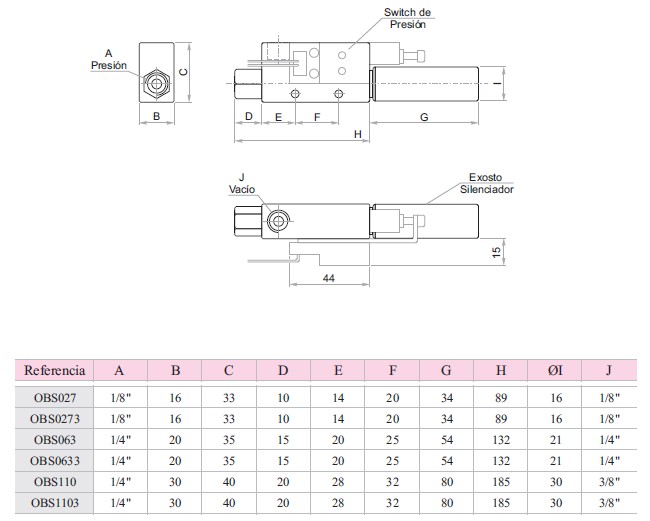 Switch de
Presión
A
Presión
C
B
I
D E F G
H
J
Vacío
Exosto
Silenciador
15
44
Referencia A B C D E F G H ØI J
OBS027 1/8" 16 33 10 14 20 34 89 16 1/8"
OBS0273 1/8" 16 33 10 14 20 34 89 16 1/8"
OBS063 1/4" 20 35 15 20 25 54 132 21 1/4"
OBS0633 1/4" 20 35 15 20 25 54 132 21 1/4"
OBS110 1/4" 30 40 20 28 32 80 185 30 3/8"
OBS1103 1/4" 30 40 20 28 32 80 185 30 3/8"